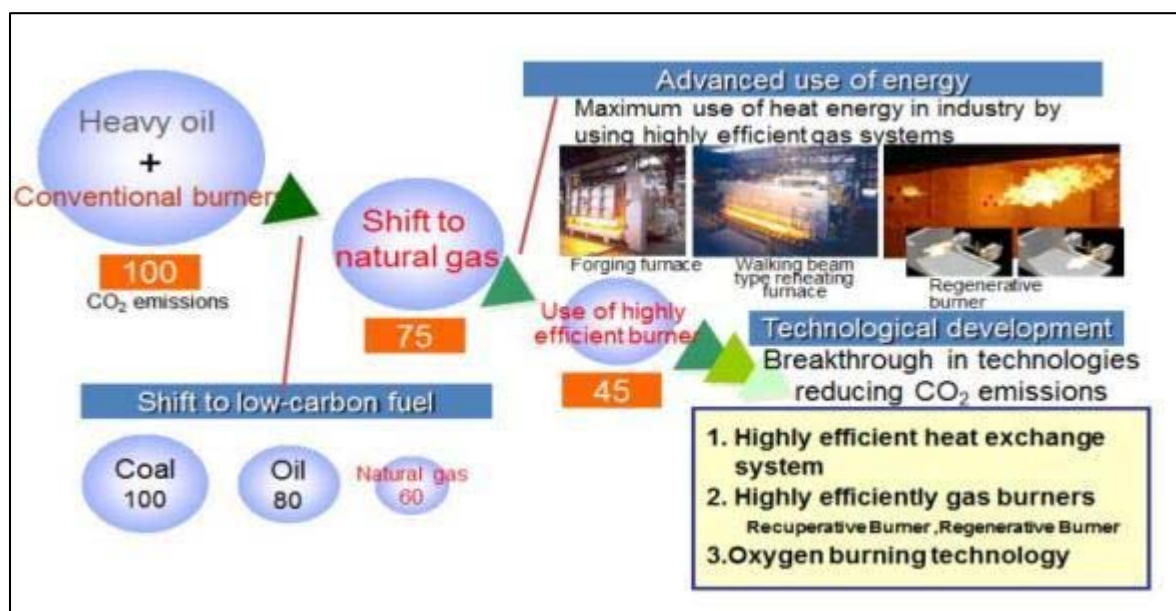 Heavy oil
+
Conventional burners
100
CO₂ emissions
Shift to
natural gas
75
Use of highly
efficient burner
45
Advanced use of energy
Maximum use of heat energy in industry by
using highly efficient gas systems
Forging furnace
Walking beam
type reheating
furnace
Regenerative
burner
Technological development
Breakthrough in technologies
reducing CO₂ emissions
Shift to low-carbon fuel
Coal
100
Oil
80
Natural gas
60
1. Highly efficient heat exchange
system
2. Highly efficiently gas burners
Recuperative Burner ,Regenerative Burner
3.Oxygen burning technology